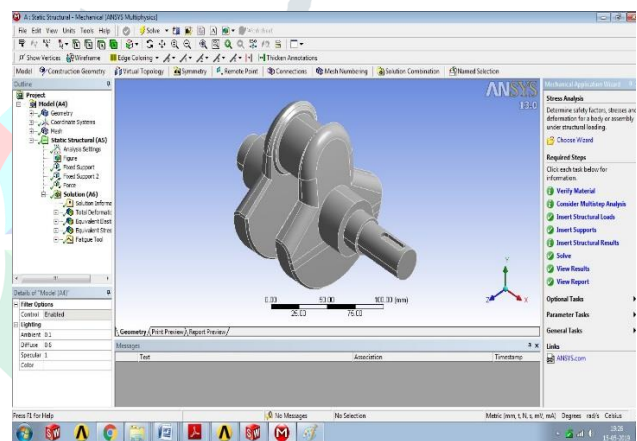 A : Static Structural - Mechanical [ANSYS Multiphysics]
File Edit View Units Tools Help Solve
Show Vertices Wireframe Edge Coloring Thicken Annotations
Model Construction Geometry Virtual Topology Symmetry Remote Point Connections Mesh Numbering Solution Combination Named Selection
Outline
Project
Model (A4)
Geometry
Coordinate Systems
Mesh
Static Structural (A5)
Analysis Settings
Figure
Fixed Support
Fixed Support 2
Force
Solution (A6)
Solution Informa
Total Deformatic
Equivalent Elast
Equivalent Stres
Fatigue Tool
Details of "Model (A4)"
Filter Options
Control Enabled
Lighting
Ambient 0.1
Diffuse 0.6
Specular 1
Color
ANSYS
13.0
0.00 50.00 100.00 (mm)
25.00 75.00
Y
Z X
Geometry Print Preview Report Preview
Messages
Text Association Timestamp
Mechanical Application Wizard
Stress Analysis
Determine safety factors, stresses and
deformation for a body or assembly
under structural loading.
Choose Wizard
Required Steps
Click each task below for
information.
Verify Material
Consider Multistep Analysis
Insert Structural Loads
Insert Supports
Insert Structural Results
Solve
View Results
View Report
Optional Tasks
Parameter Tasks
General Tasks
Links
ANSYS.com
Press F1 for Help No Messages No Selection Metric (mm, t, N, s, mV, mA) Degrees rad/s Celsius